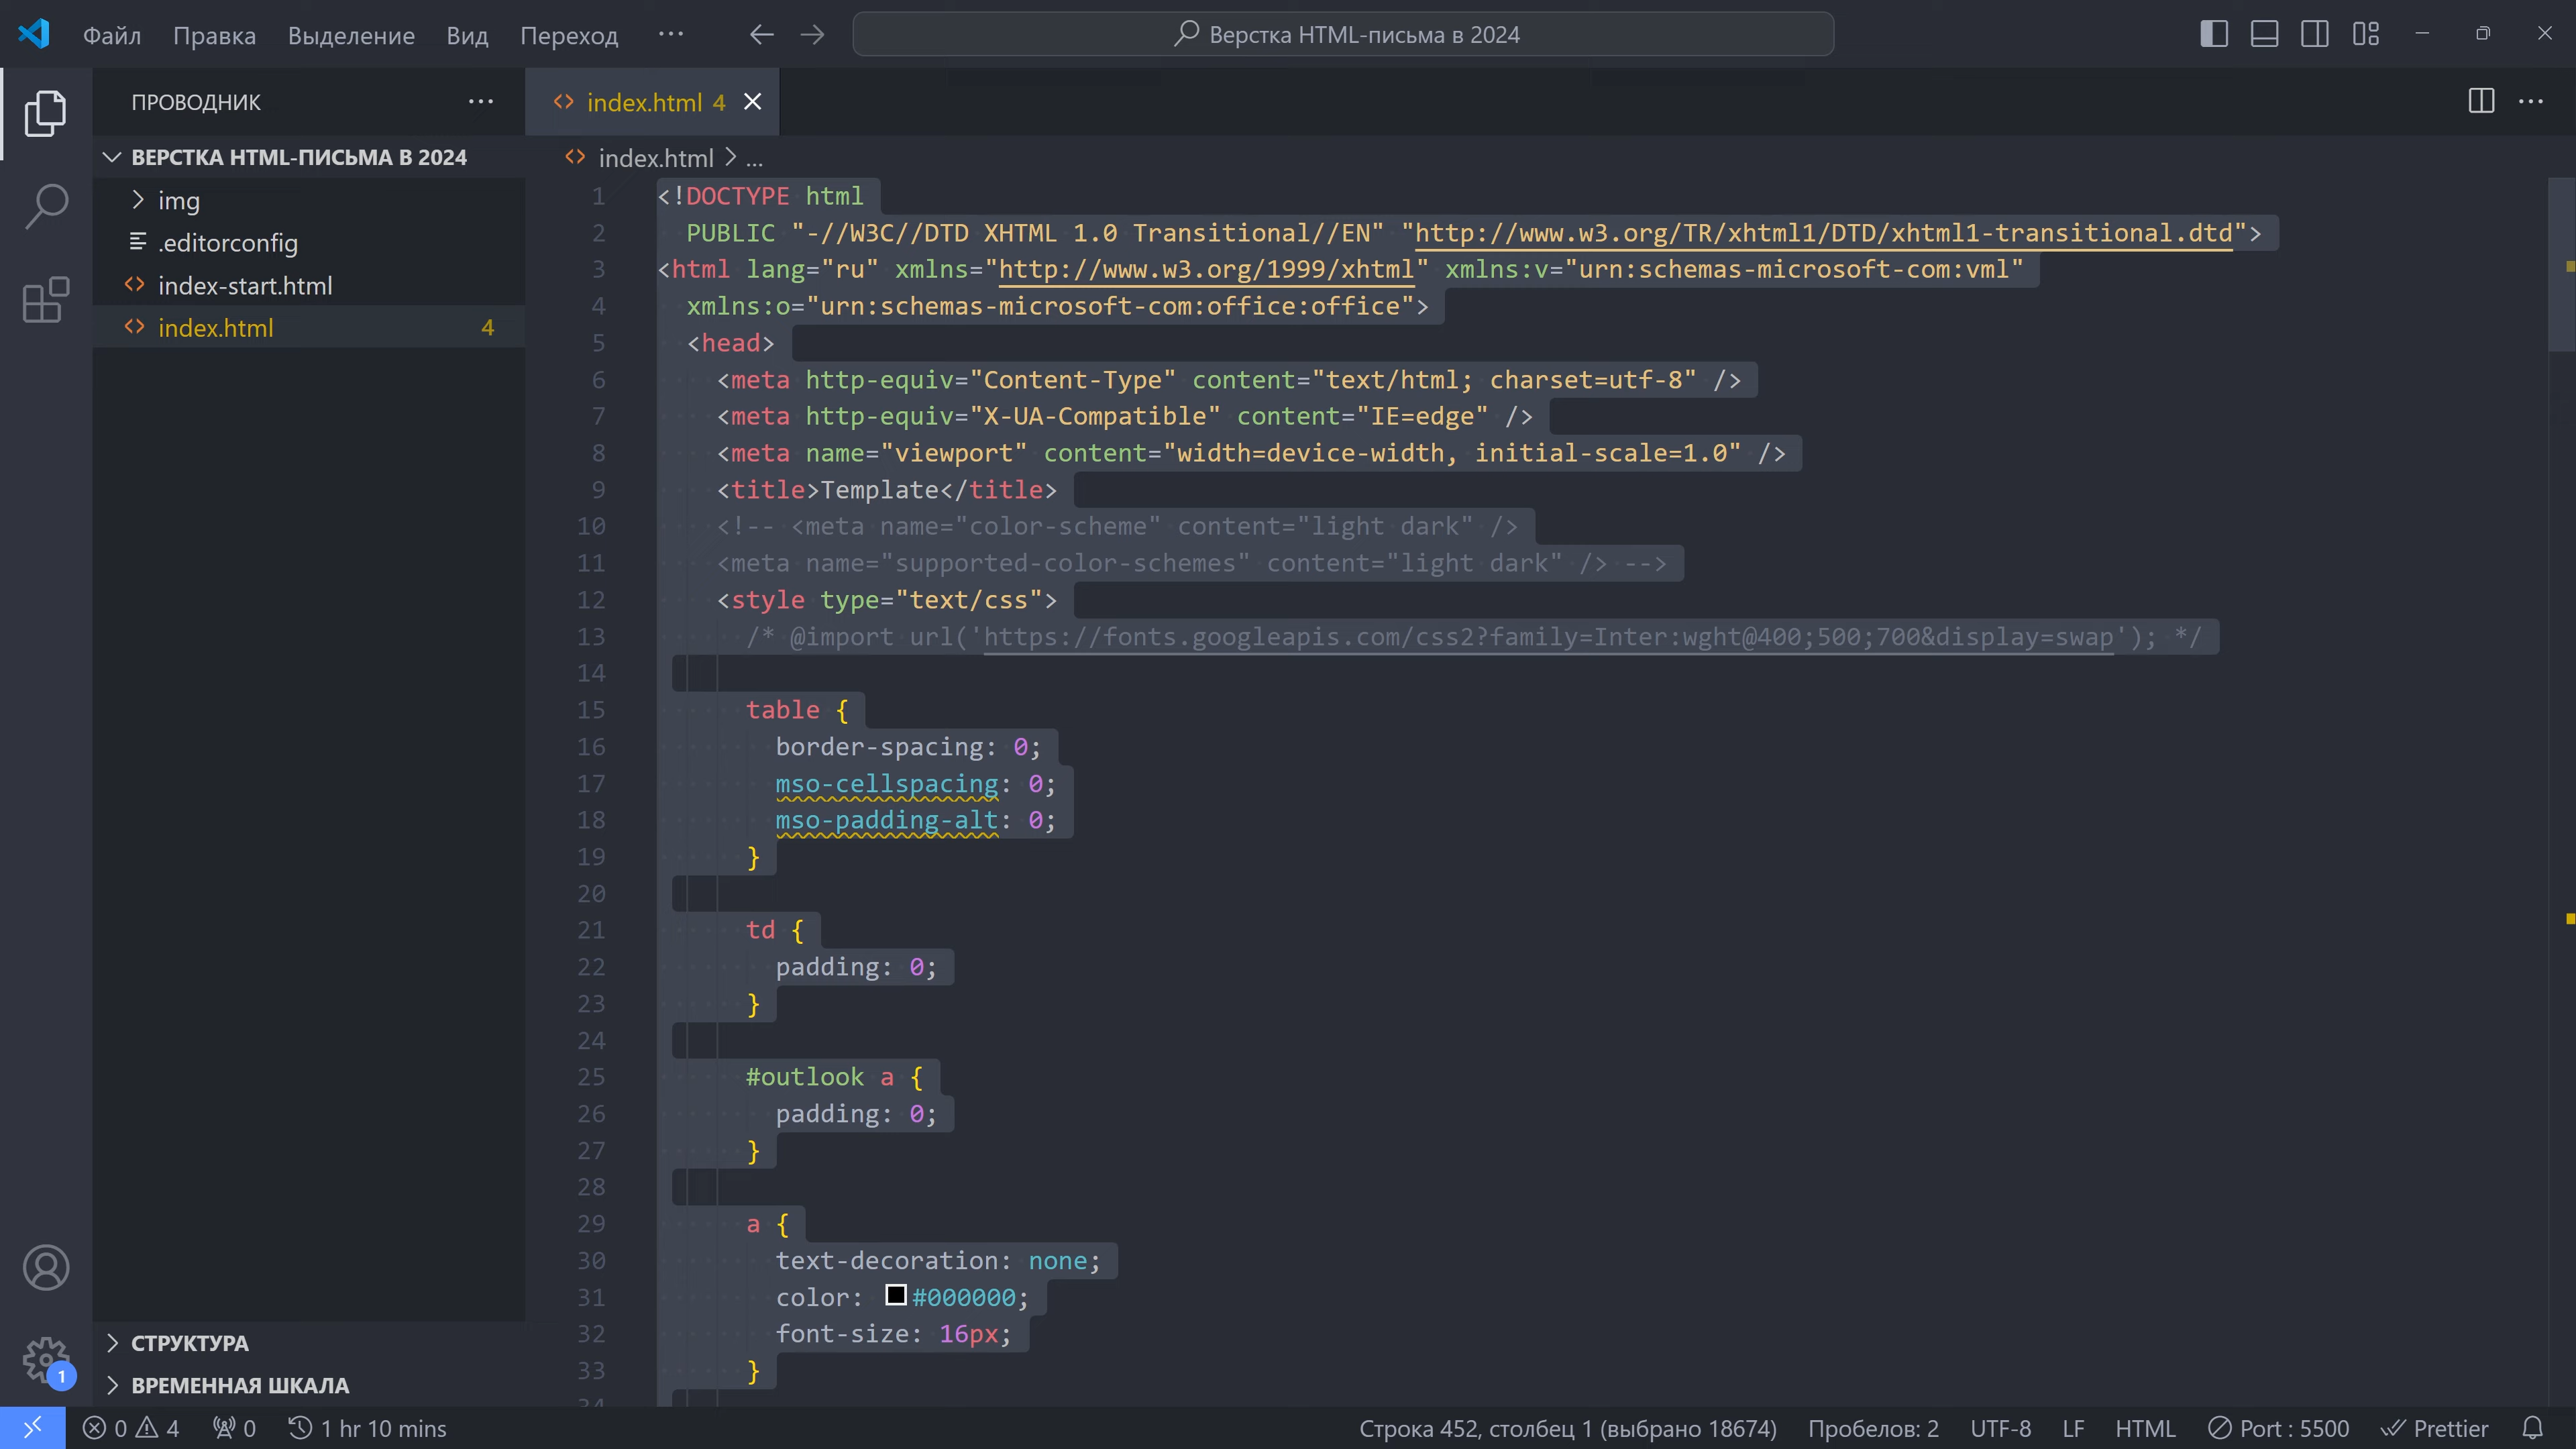 Файл Правка Выделение Вид Переход ··· Верстка HTML-письма в 2024
ПРОВОДНИК ···
ВЕРСТКА HTML-ПИСЬМА В 2024
img
.editorconfig
index-start.html
index.html 4
СТРУКТУРА
ВРЕМЕННАЯ ШКАЛА
1
index.html 4
index.html > ...
1 <!DOCTYPE html
2 PUBLIC "-//W3C//DTD XHTML 1.0 Transitional//EN" "http://www.w3.org/TR/xhtml1/DTD/xhtml1-transitional.dtd">
3 <html lang="ru" xmlns="http://www.w3.org/1999/xhtml" xmlns:v="urn:schemas-microsoft-com:vml"
4 xmlns:o="urn:schemas-microsoft-com:office:office">
5 <head>
6 <meta http-equiv="Content-Type" content="text/html; charset=utf-8" />
7 <meta http-equiv="X-UA-Compatible" content="IE=edge" />
8 <meta name="viewport" content="width=device-width, initial-scale=1.0" />
9 <title>Template</title>
10 <!-- <meta name="color-scheme" content="light dark" />
11 <meta name="supported-color-schemes" content="light dark" /> -->
12 <style type="text/css">
13 /* @import url('https://fonts.googleapis.com/css2?family=Inter:wght@400;500;700&display=swap'); */
14
15 table {
16 border-spacing: 0;
17 mso-cellspacing: 0;
18 mso-padding-alt: 0;
19 }
20
21 td {
22 padding: 0;
23 }
24
25 #outlook a {
26 padding: 0;
27 }
28
29 a {
30 text-decoration: none;
31 color: #000000;
32 font-size: 16px;
33 }
34
0 4 0 1 hr 10 mins Строка 452, столбец 1 (выбрано 18674) Пробелов: 2 UTF-8 LF HTML Port : 5500 Prettier